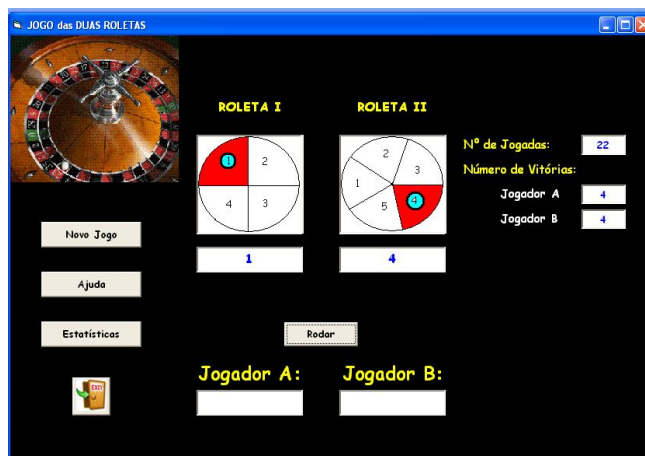 JOGO das DUAS ROLETAS
ROLETA I
ROLETA II
1
2
3
4
1
2
3
4
5
Nº de Jogadas: 22
Número de Vitórias:
Jogador A 4
Jogador B 4
1
4
Novo Jogo
Ajuda
Estatísticas
Rodar
EXIT
Jogador A:
Jogador B: